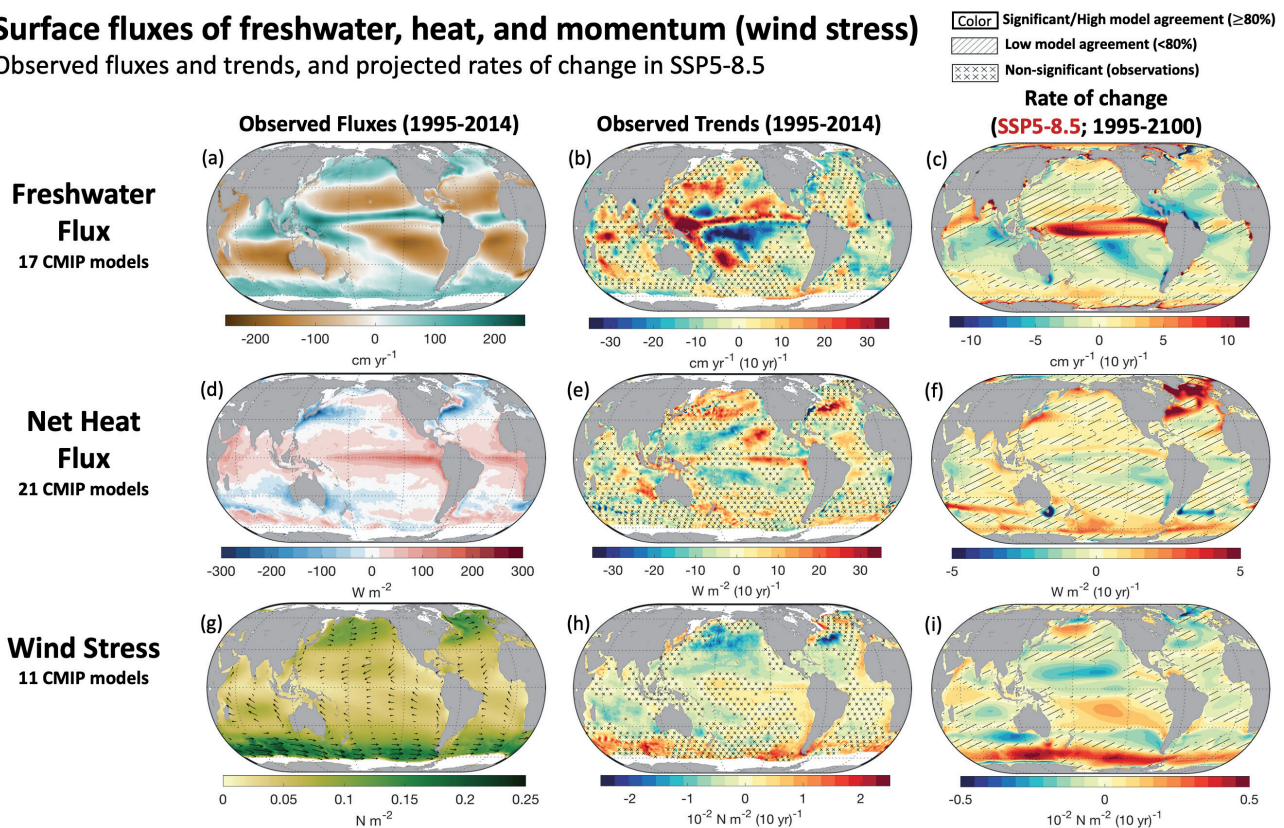 Surface fluxes of freshwater, heat, and momentum (wind stress)
Observed fluxes and trends, and projected rates of change in SSP5-8.5
Color Significant/High model agreement (≥80%)
Low model agreement (<80%)
Non-significant (observations)
Observed Fluxes (1995-2014)
Observed Trends (1995-2014)
Rate of change
(SSP5-8.5; 1995-2100)
Freshwater
Flux
17 CMIP models
(a)
(b)
(c)
-200 -100 0 100 200
cm yr⁻¹
-30 -20 -10 0 10 20 30
cm yr⁻¹ (10 yr)⁻¹
-10 -5 0 5 10
cm yr⁻¹ (10 yr)⁻¹
Net Heat
Flux
21 CMIP models
(d)
(e)
(f)
-300 -200 -100 0 100 200 300
W m⁻²
-30 -20 -10 0 10 20 30
W m⁻² (10 yr)⁻¹
-5 0 5
W m⁻² (10 yr)⁻¹
Wind Stress
11 CMIP models
(g)
(h)
(i)
0 0.05 0.1 0.15 0.2 0.25
N m⁻²
-2 -1 0 1 2
10⁻² N m⁻² (10 yr)⁻¹
-0.5 0 0.5
10⁻² N m⁻² (10 yr)⁻¹